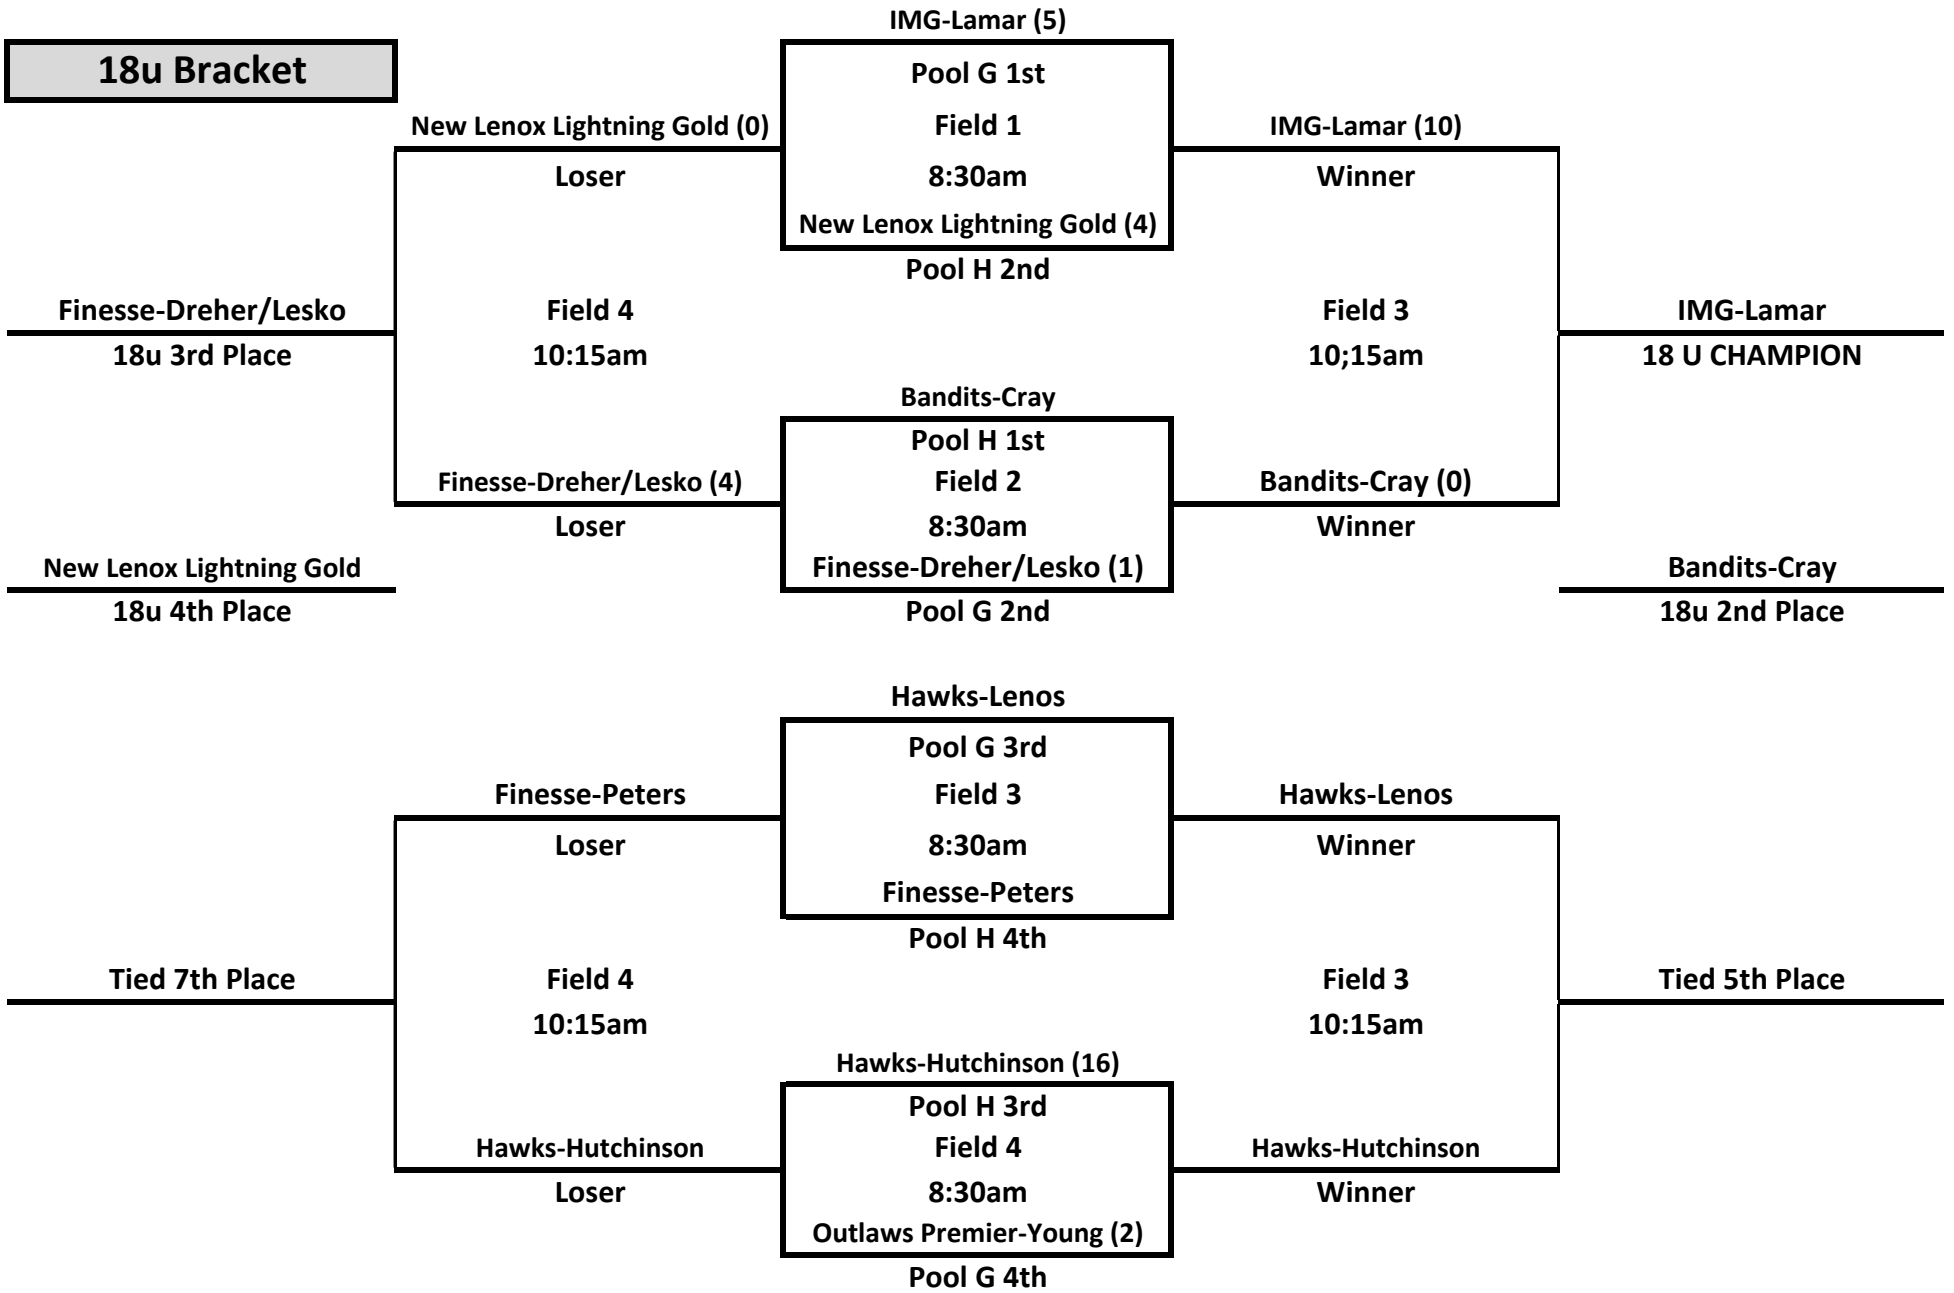 IMG-Lamar (5)
18u Bracket
Pool G 1st
New Lenox Lightning Gold (0)
Field 1
IMG-Lamar (10)
Loser
8:30am
Winner
New Lenox Lightning Gold (4)
Pool H 2nd
Finesse-Dreher/Lesko
Field 4
Field 3
IMG-Lamar
18u 3rd Place
10:15am
10;15am
18 U CHAMPION
Bandits-Cray
Pool H 1st
Finesse-Dreher/Lesko (4)
Field 2
Bandits-Cray (0)
Loser
8:30am
Winner
New Lenox Lightning Gold
Finesse-Dreher/Lesko (1)
Bandits-Cray
18u 4th Place
Pool G 2nd
18u 2nd Place
Hawks-Lenos
Pool G 3rd
Finesse-Peters
Field 3
Hawks-Lenos
Loser
8:30am
Winner
Finesse-Peters
Pool H 4th
Tied 7th Place
Field 4
Field 3
Tied 5th Place
10:15am
10:15am
Hawks-Hutchinson (16)
Pool H 3rd
Hawks-Hutchinson
Field 4
Hawks-Hutchinson
Loser
8:30am
Winner
Outlaws Premier-Young (2)
Pool G 4th